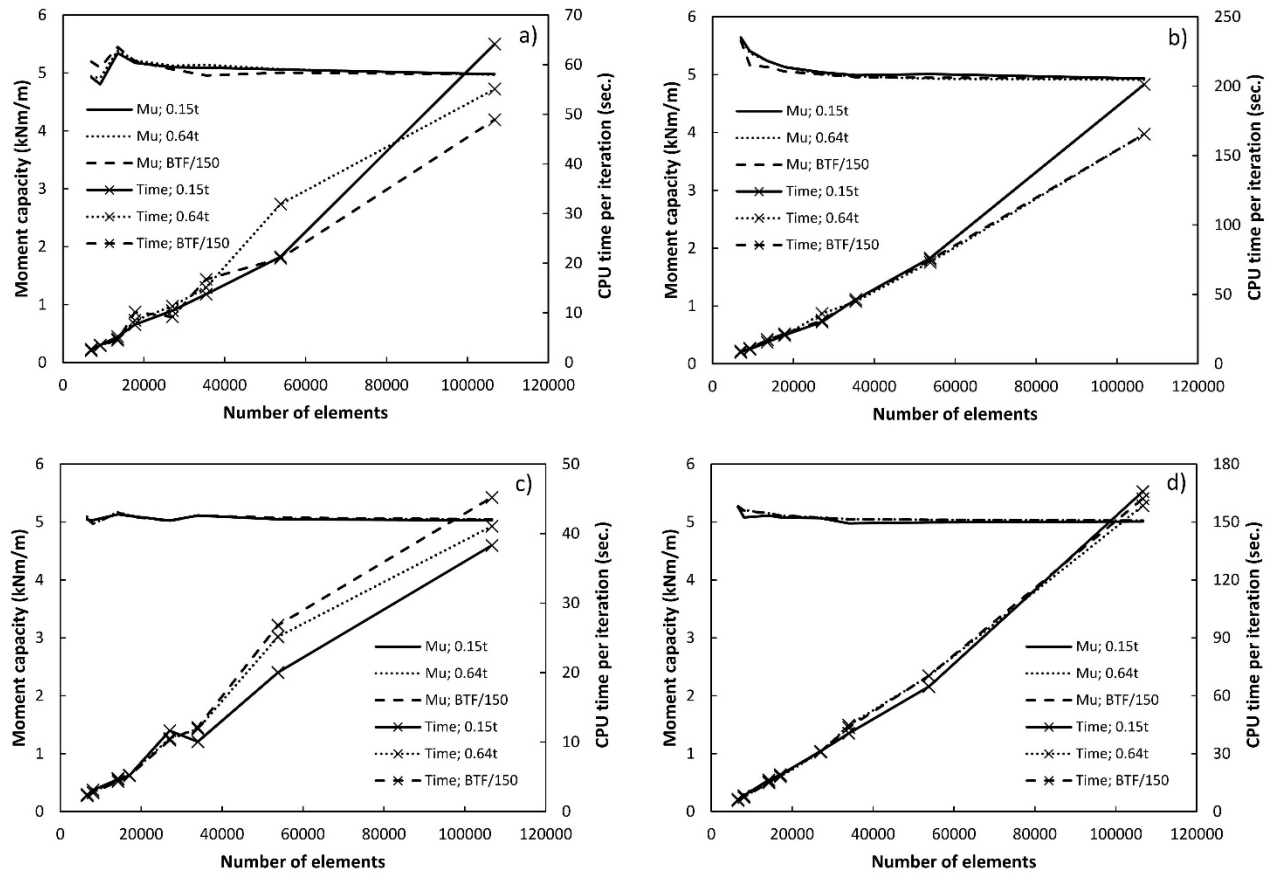 a)
Moment capacity (kNm/m)
6
5
4
3
2
1
0
Mu; 0.15t
Mu; 0.64t
Mu; BTF/150
Time; 0.15t
Time; 0.64t
Time; BTF/150
70
60
50
40
30
20
10
0
CPU time per iteration (sec.)
0 20000 40000 60000 80000 100000 120000
Number of elements
b)
Moment capacity (kNm/m)
6
5
4
3
2
1
0
Mu; 0.15t
Mu; 0.64t
Mu; BTF/150
Time; 0.15t
Time; 0.64t
Time; BTF/150
250
200
150
100
50
0
CPU time per iteration (sec.)
0 20000 40000 60000 80000 100000 120000
Number of elements
c)
Moment capacity (kNm/m)
6
5
4
3
2
1
0
Mu; 0.15t
Mu; 0.64t
Mu; BTF/150
Time; 0.15t
Time; 0.64t
Time; BTF/150
50
40
30
20
10
0
CPU time per iteration (sec.)
0 20000 40000 60000 80000 100000 120000
Number of elements
d)
Moment capacity (kNm/m)
6
5
4
3
2
1
0
Mu; 0.15t
Mu; 0.64t
Mu; BTF/150
Time; 0.15t
Time; 0.64t
Time; BTF/150
180
150
120
90
60
30
0
CPU time per iteration (sec.)
0 20000 40000 60000 80000 100000 120000
Number of elements